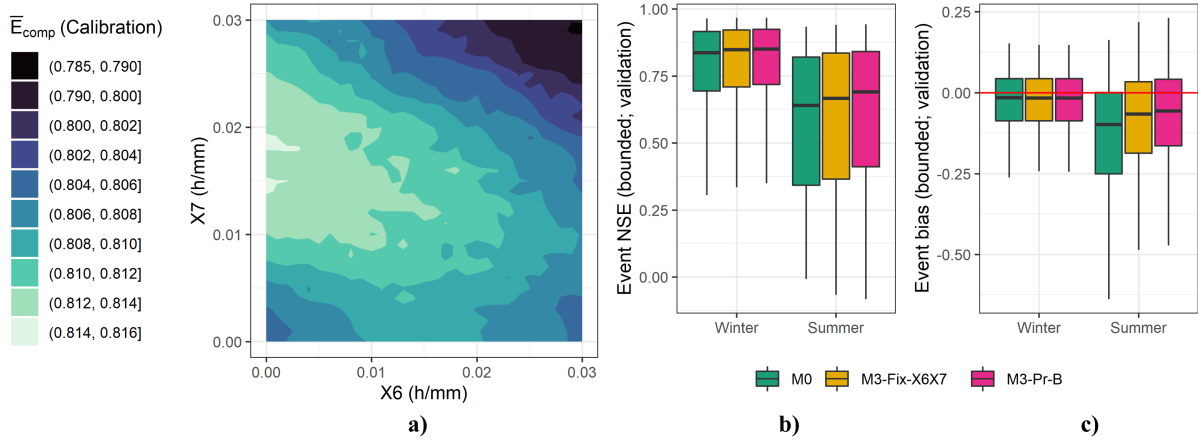 E̅comp (Calibration)
(0.785, 0.790]
(0.790, 0.800]
(0.800, 0.802]
(0.802, 0.804]
(0.804, 0.806]
(0.806, 0.808]
(0.808, 0.810]
(0.810, 0.812]
(0.812, 0.814]
(0.814, 0.816]
X7 (h/mm)
0.03
0.02
0.01
0.00
0.00 0.01 0.02 0.03
X6 (h/mm)
a)
Event NSE (bounded; validation)
1.00
0.75
0.50
0.25
0.00
Winter Summer
b)
Event bias (bounded; validation)
0.25
0.00
-0.25
-0.50
Winter Summer
c)
M0 M3-Fix-X6X7 M3-Pr-B